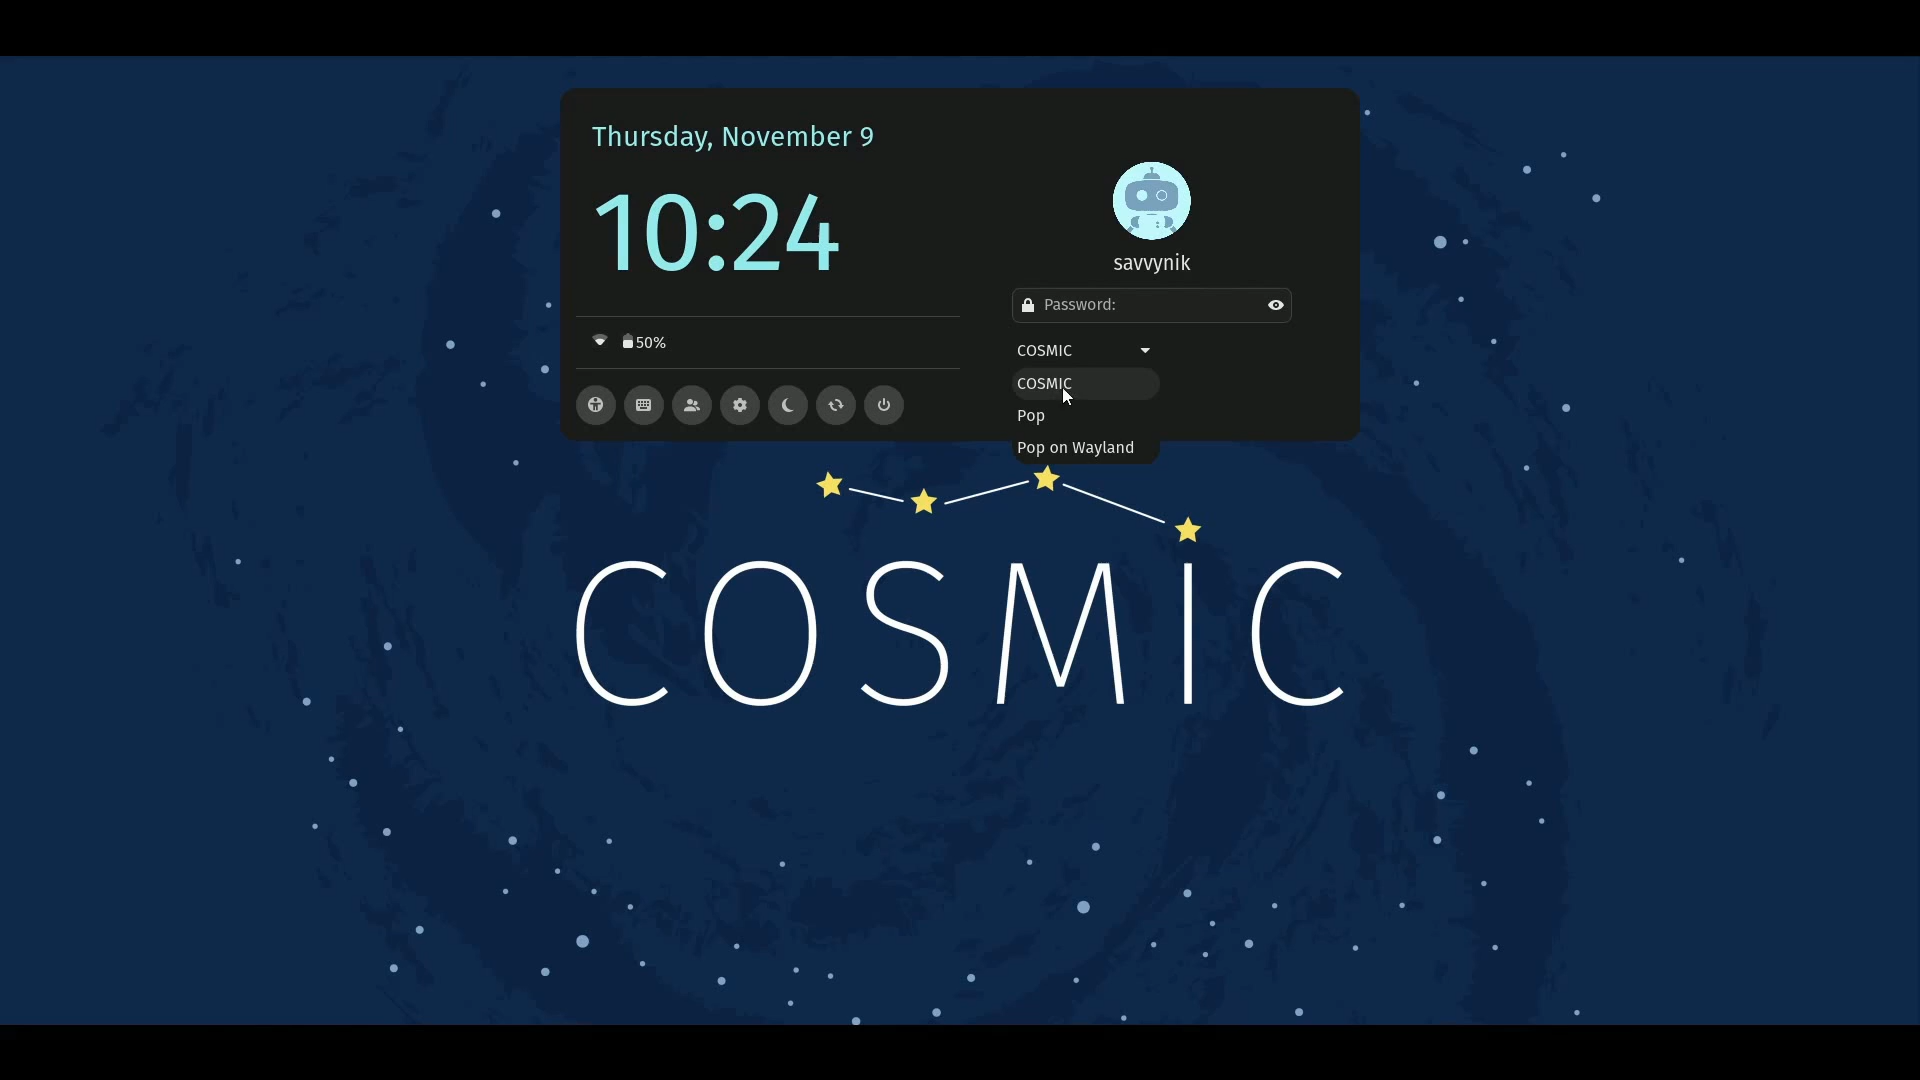 Thursday, November 9
10:24
50%
savvynik
Password:
COSMIC
COSMIC
Pop
Pop on Wayland
COSMIC